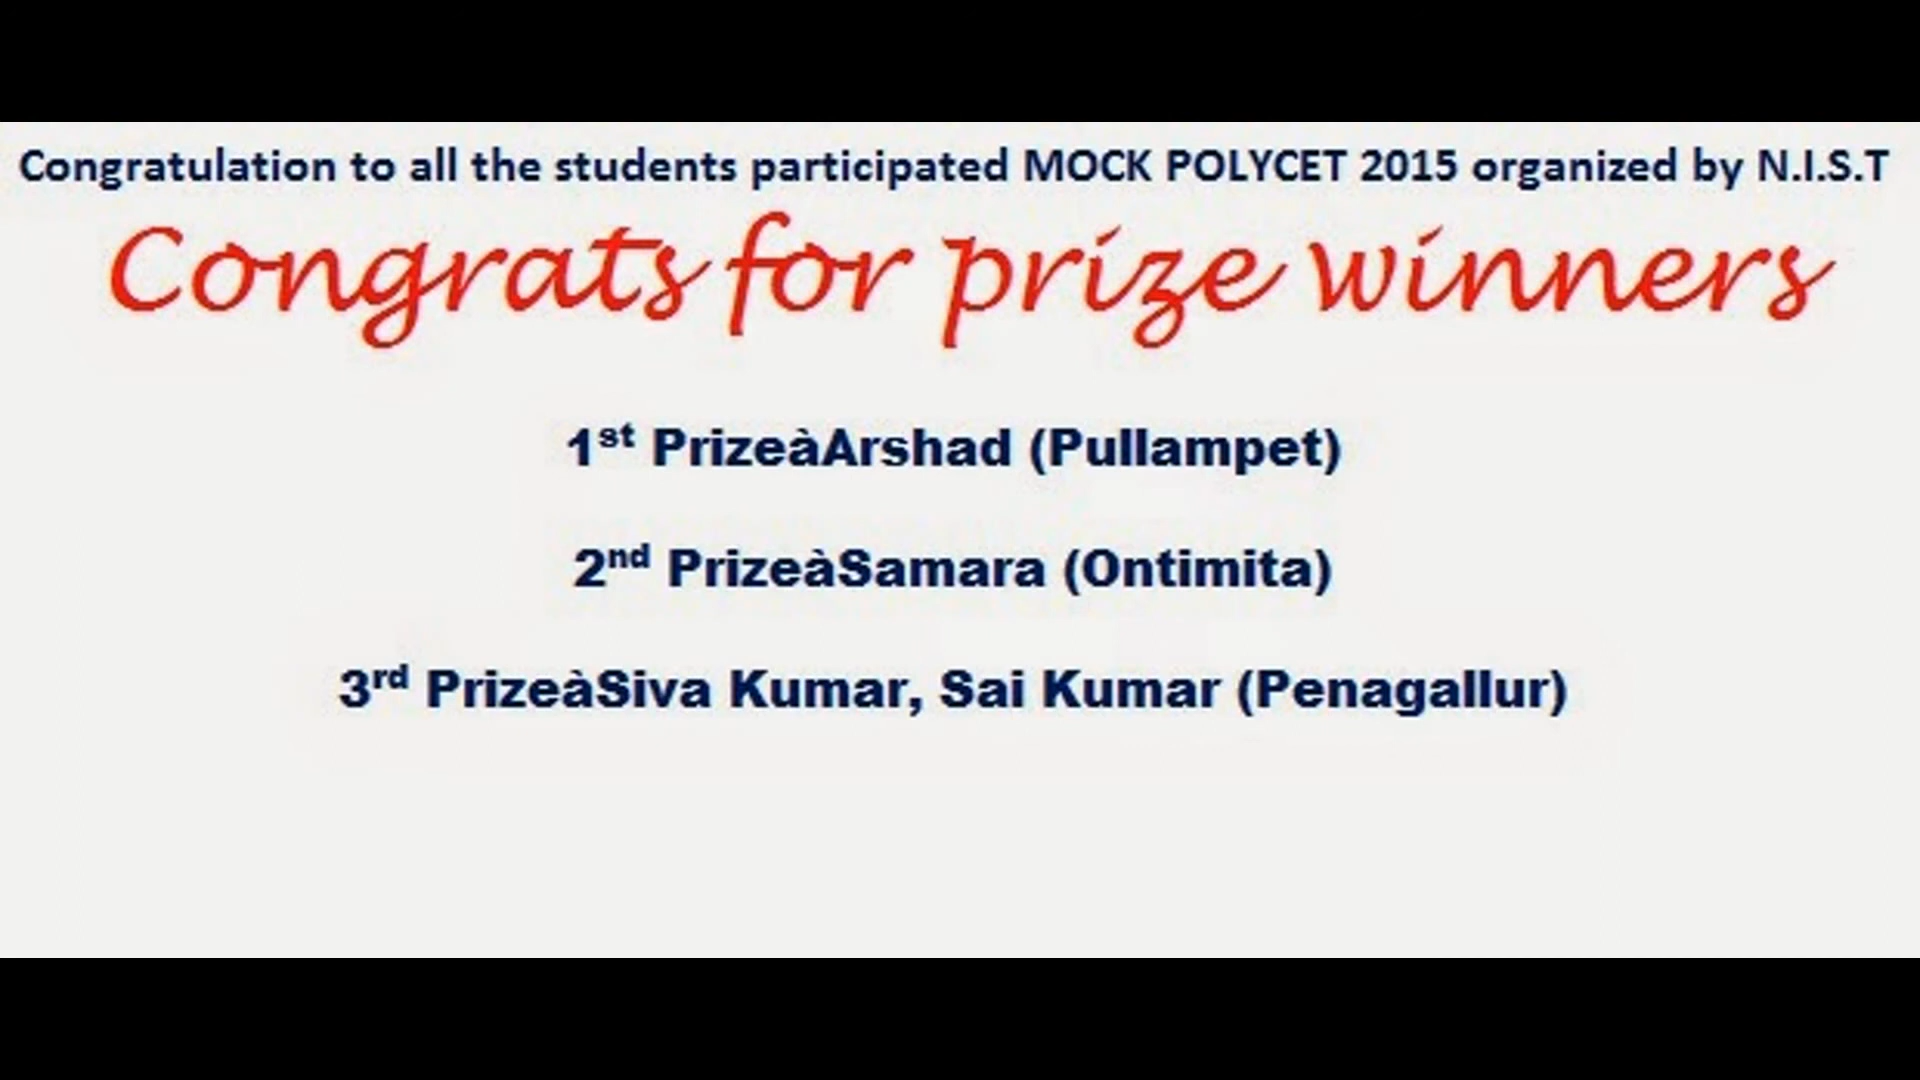 Congratulation to all the students participated MOCK POLYCET 2015 organized by N.I.S.T
Congrats for prize winners
1st PrizeàArshad (Pullampet)
2nd PrizeàSamara (Ontimita)
3rd PrizeàSiva Kumar, Sai Kumar (Penagallur)